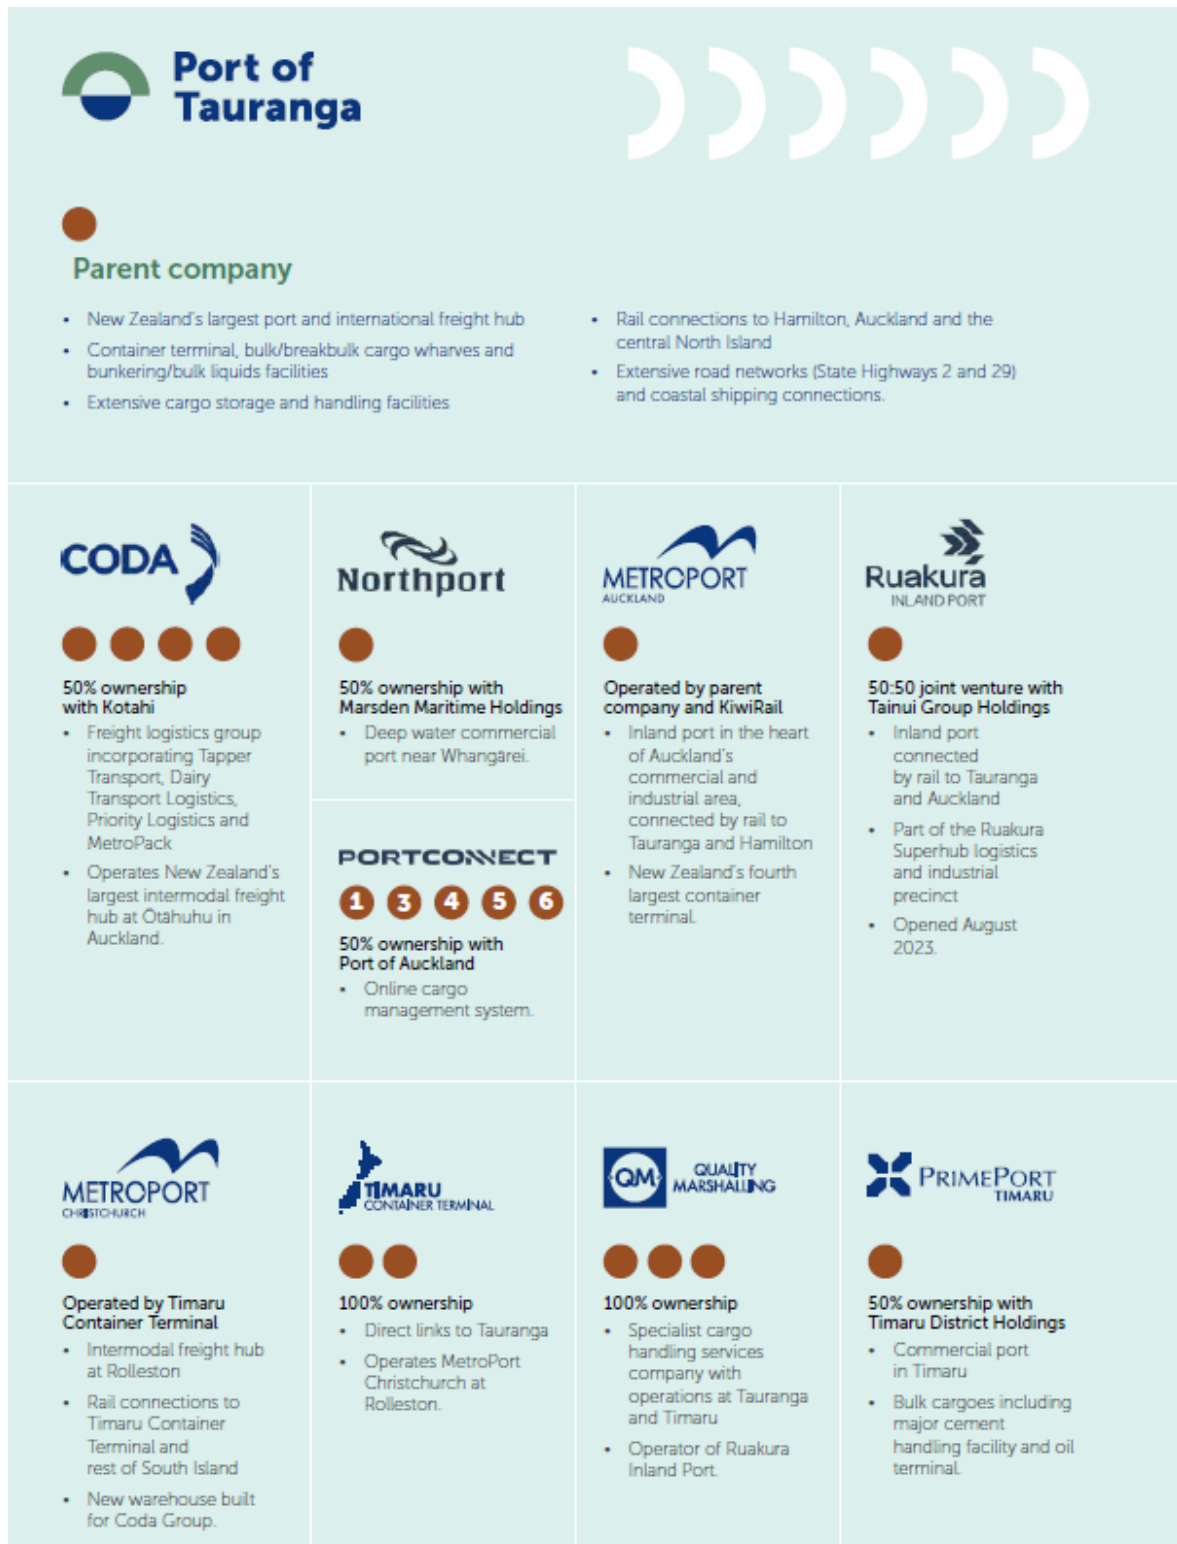 Port of
Tauranga
Parent company
• New Zealand's largest port and international freight hub
• Container terminal, bulk/breakbulk cargo wharves and
bunkering/bulk liquids facilities
• Extensive cargo storage and handling facilities
• Rail connections to Hamilton, Auckland and the
central North Island
• Extensive road networks (State Highways 2 and 29)
and coastal shipping connections.
CODA
50% ownership
with Kotahi
• Freight logistics group
incorporating Tapper
Transport, Dairy
Transport Logistics,
Priority Logistics and
MetroPack
• Operates New Zealand's
largest intermodal freight
hub at Ōtāhuhu in
Auckland.
Northport
50% ownership with
Marsden Maritime Holdings
• Deep water commercial
port near Whangārei.
PORTCONNECT
1 3 4 5 6
50% ownership with
Port of Auckland
• Online cargo
management system.
METROPORT
AUCKLAND
Operated by parent
company and KiwiRail
• Inland port in the heart
of Auckland's
commercial and
industrial area,
connected by rail to
Tauranga and Hamilton
• New Zealand's fourth
largest container
terminal.
Ruakura
INLAND PORT
50:50 joint venture with
Tainui Group Holdings
• Inland port
connected
by rail to Tauranga
and Auckland
• Part of the Ruakura
Superhub logistics
and industrial
precinct
• Opened August
2023.
METROPORT
CHRISTCHURCH
Operated by Timaru
Container Terminal
• Intermodal freight hub
at Rolleston
• Rail connections to
Timaru Container
Terminal and
rest of South Island
• New warehouse built
for Coda Group.
TIMARU
CONTAINER TERMINAL
100% ownership
• Direct links to Tauranga
• Operates MetroPort
Christchurch at
Rolleston.
QM
QUALITY
MARSHALLING
100% ownership
• Specialist cargo
handling services
company with
operations at Tauranga
and Timaru
• Operator of Ruakura
Inland Port.
PRIMEPORT
TIMARU
50% ownership with
Timaru District Holdings
• Commercial port
in Timaru
• Bulk cargoes including
major cement
handling facility and oil
terminal.